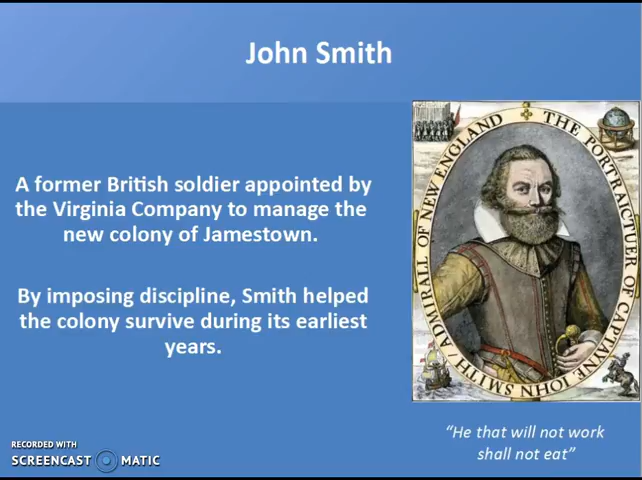 John Smith
A former British soldier appointed by
the Virginia Company to manage the
new colony of Jamestown.
By imposing discipline, Smith helped
the colony survive during its earliest
years.
THE PORTRAICTUER OF CAPTAYNE IOHN SMITH / ADMIRALL OF NEW ENGLAND
“He that will not work
shall not eat”
RECORDED WITH
SCREENCAST MATIC